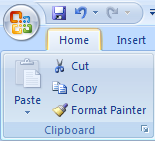 Home Insert
Cut
Copy
Paste
Format Painter
Clipboard